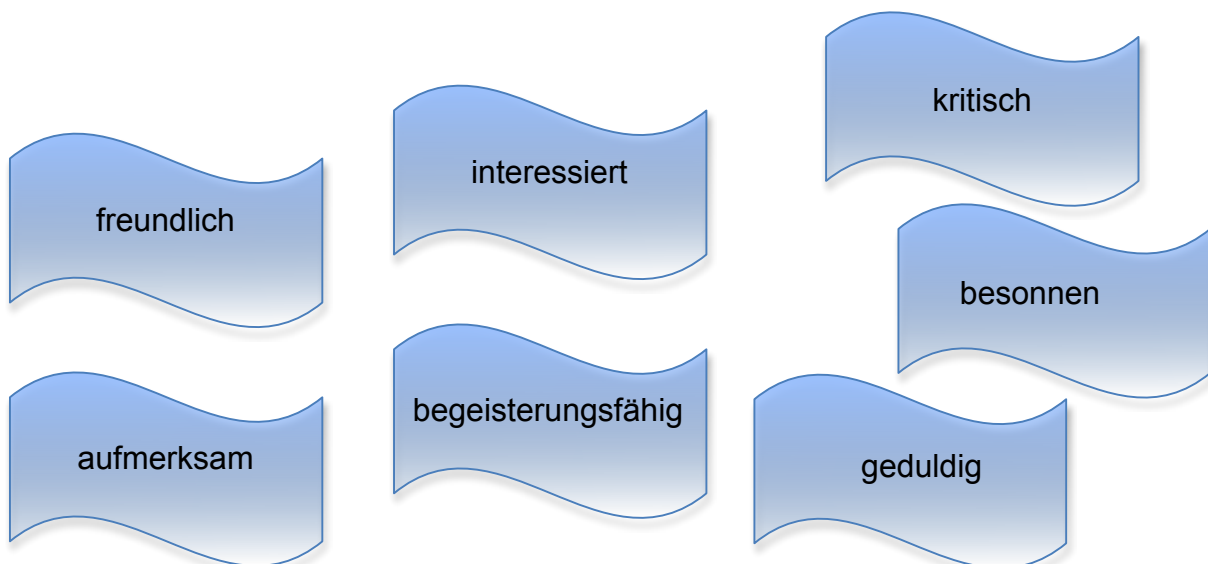 freundlich
interessiert
kritisch
besonnen
aufmerksam
begeisterungsfähig
geduldig